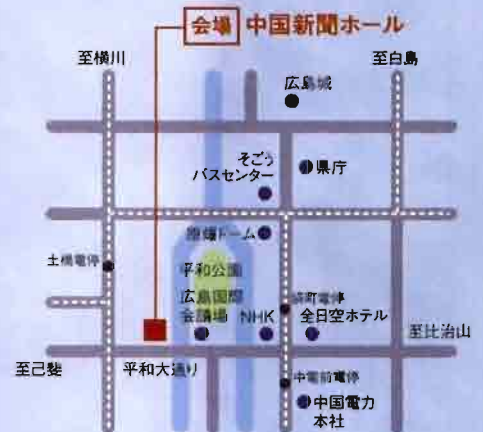 会場 中国新聞ホール
至横川
至白島
広島城
そごう
バスセンター
県庁
原爆ドーム
土橋電停
平和公園
広島国際
会議場
NHK
袋町電停
全日空ホテル
至比治山
至己斐
平和大通り
中電前電停
中国電力
本社